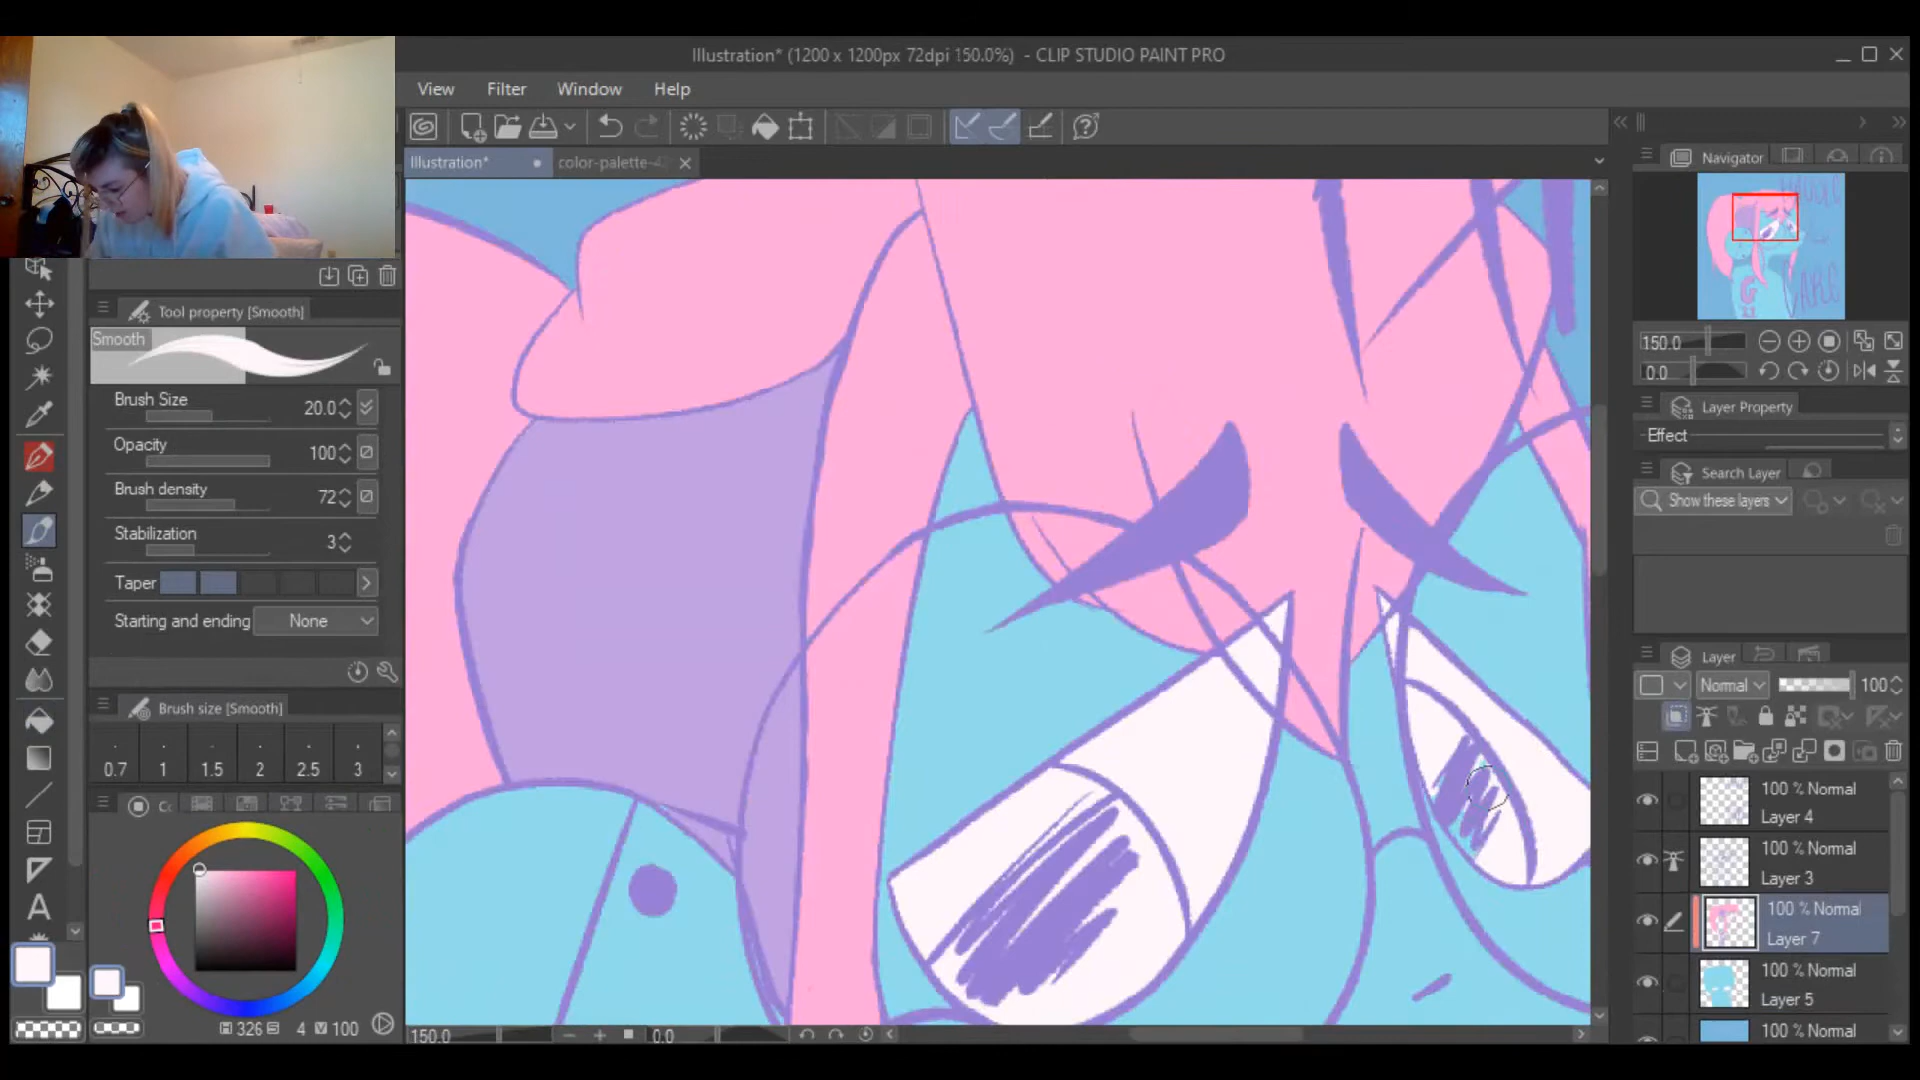 Illustration* (1200 x 1200px 72dpi 150.0%) - CLIP STUDIO PAINT PRO
View Filter Window Help
Illustration* color-palette-4
Navigator
150.0
0.0
Layer Property
Effect
Search Layer
Show these layers
Layer
Normal 100
100 % Normal
Layer 4
100 % Normal
Layer 3
100 % Normal
Layer 7
100 % Normal
Layer 5
100 % Normal
Tool property [Smooth]
Smooth
Brush Size 20.0
Opacity 100
Brush density 72
Stabilization 3
Taper
Starting and ending None
Brush size [Smooth]
0.7 1 1.5 2 2.5 3
Cc
H 326 S 4 V 100
150.0 0.0
CARE